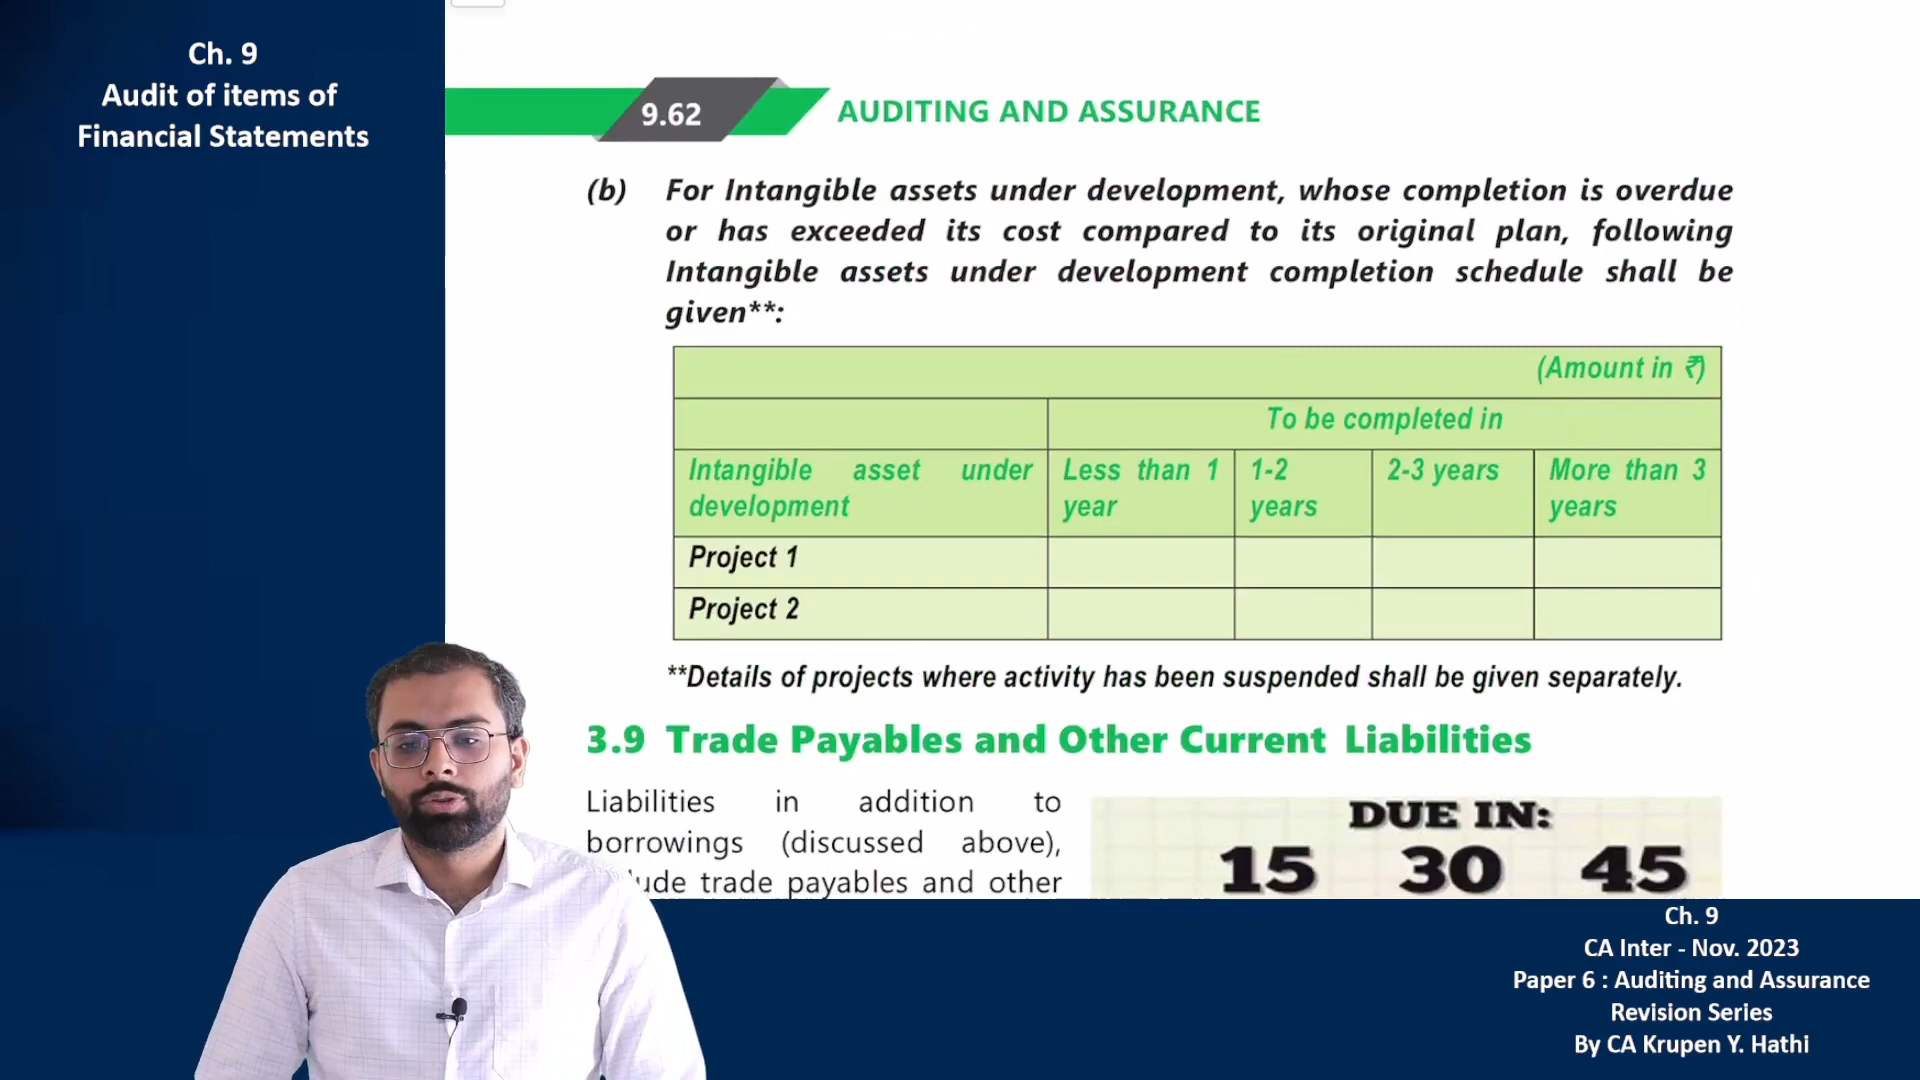 Ch. 9
Audit of items of
Financial Statements
9.62
AUDITING AND ASSURANCE
(b) For Intangible assets under development, whose completion is overdue
or has exceeded its cost compared to its original plan, following
Intangible assets under development completion schedule shall be
given**:
(Amount in ₹)
To be completed in
Intangible asset under development
Less than 1 year
1-2 years
2-3 years
More than 3 years
Project 1
Project 2
**Details of projects where activity has been suspended shall be given separately.
3.9 Trade Payables and Other Current Liabilities
Liabilities in addition to
borrowings (discussed above),
trade payables and other
DUE IN:
15 30 45
Ch. 9
CA Inter - Nov. 2023
Paper 6 : Auditing and Assurance
Revision Series
By CA Krupen Y. Hathi